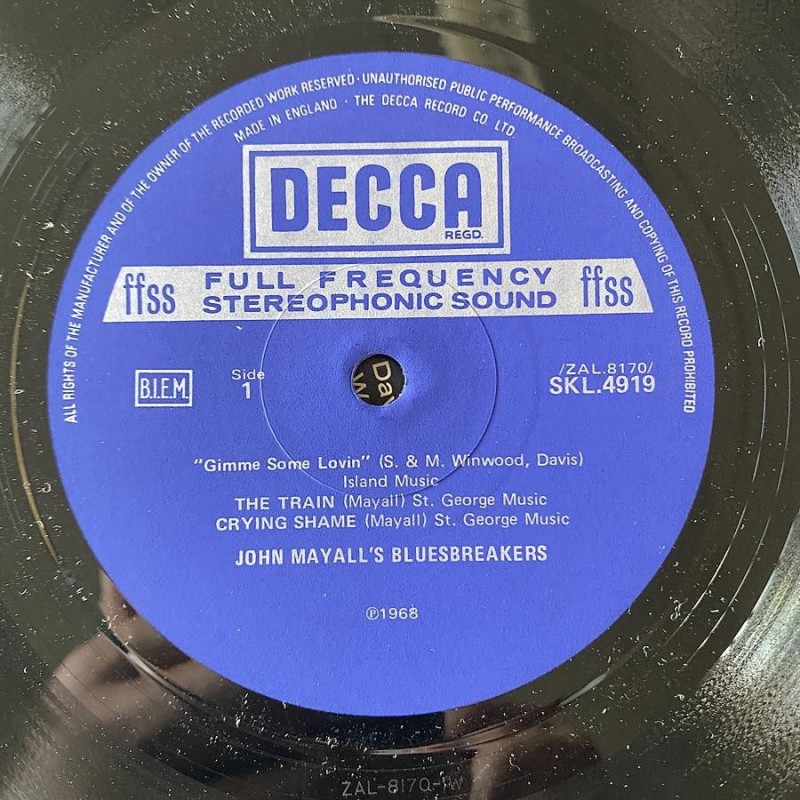 ALL RIGHTS OF THE MANUFACTURER AND OF THE OWNER OF THE RECORDED WORK RESERVED · UNAUTHORISED PUBLIC PERFORMANCE BROADCASTING AND COPYING OF THIS RECORD PROHIBITED
MADE IN ENGLAND · THE DECCA RECORD CO LTD.
DECCA
REGD.
ffss FULL FREQUENCY STEREOPHONIC SOUND ffss
B.I.E.M.
Side 1
/ZAL.8170/
SKL.4919
"Gimme Some Lovin" (S. & M. Winwood, Davis)
Island Music
THE TRAIN (Mayall) St. George Music
CRYING SHAME (Mayall) St. George Music
JOHN MAYALL'S BLUESBREAKERS
℗1968
ZAL-8170-1W